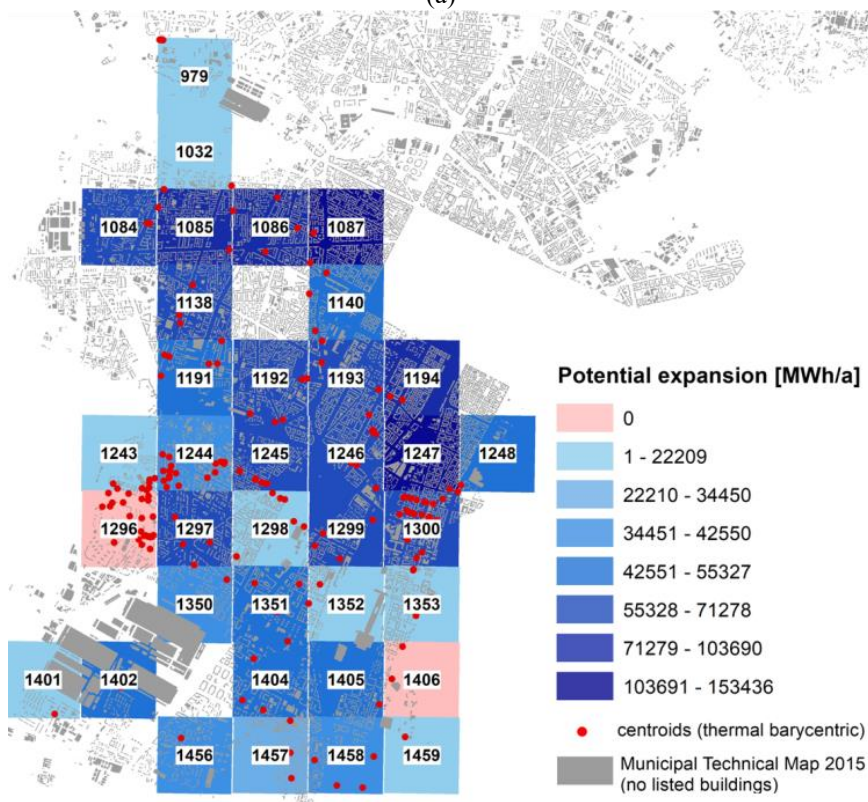 (a)
979
1032
1084 1085 1086 1087
1138 1140
1191 1192 1193 1194
1243 1244 1245 1246 1247 1248
1296 1297 1298 1299 1300
1350 1351 1352 1353
1401 1402 1404 1405 1406
1456 1457 1458 1459
Potential expansion [MWh/a]
0
1 - 22209
22210 - 34450
34451 - 42550
42551 - 55327
55328 - 71278
71279 - 103690
103691 - 153436
centroids (thermal barycentric)
Municipal Technical Map 2015
(no listed buildings)